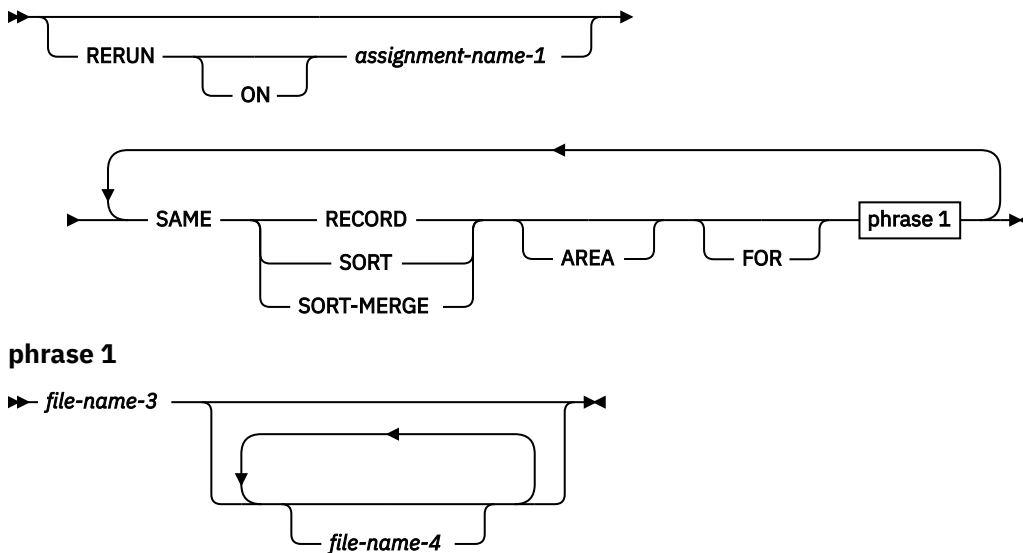 RERUN ON assignment-name-1
SAME RECORD AREA FOR phrase 1
SORT
SORT-MERGE
phrase 1
file-name-3
file-name-4